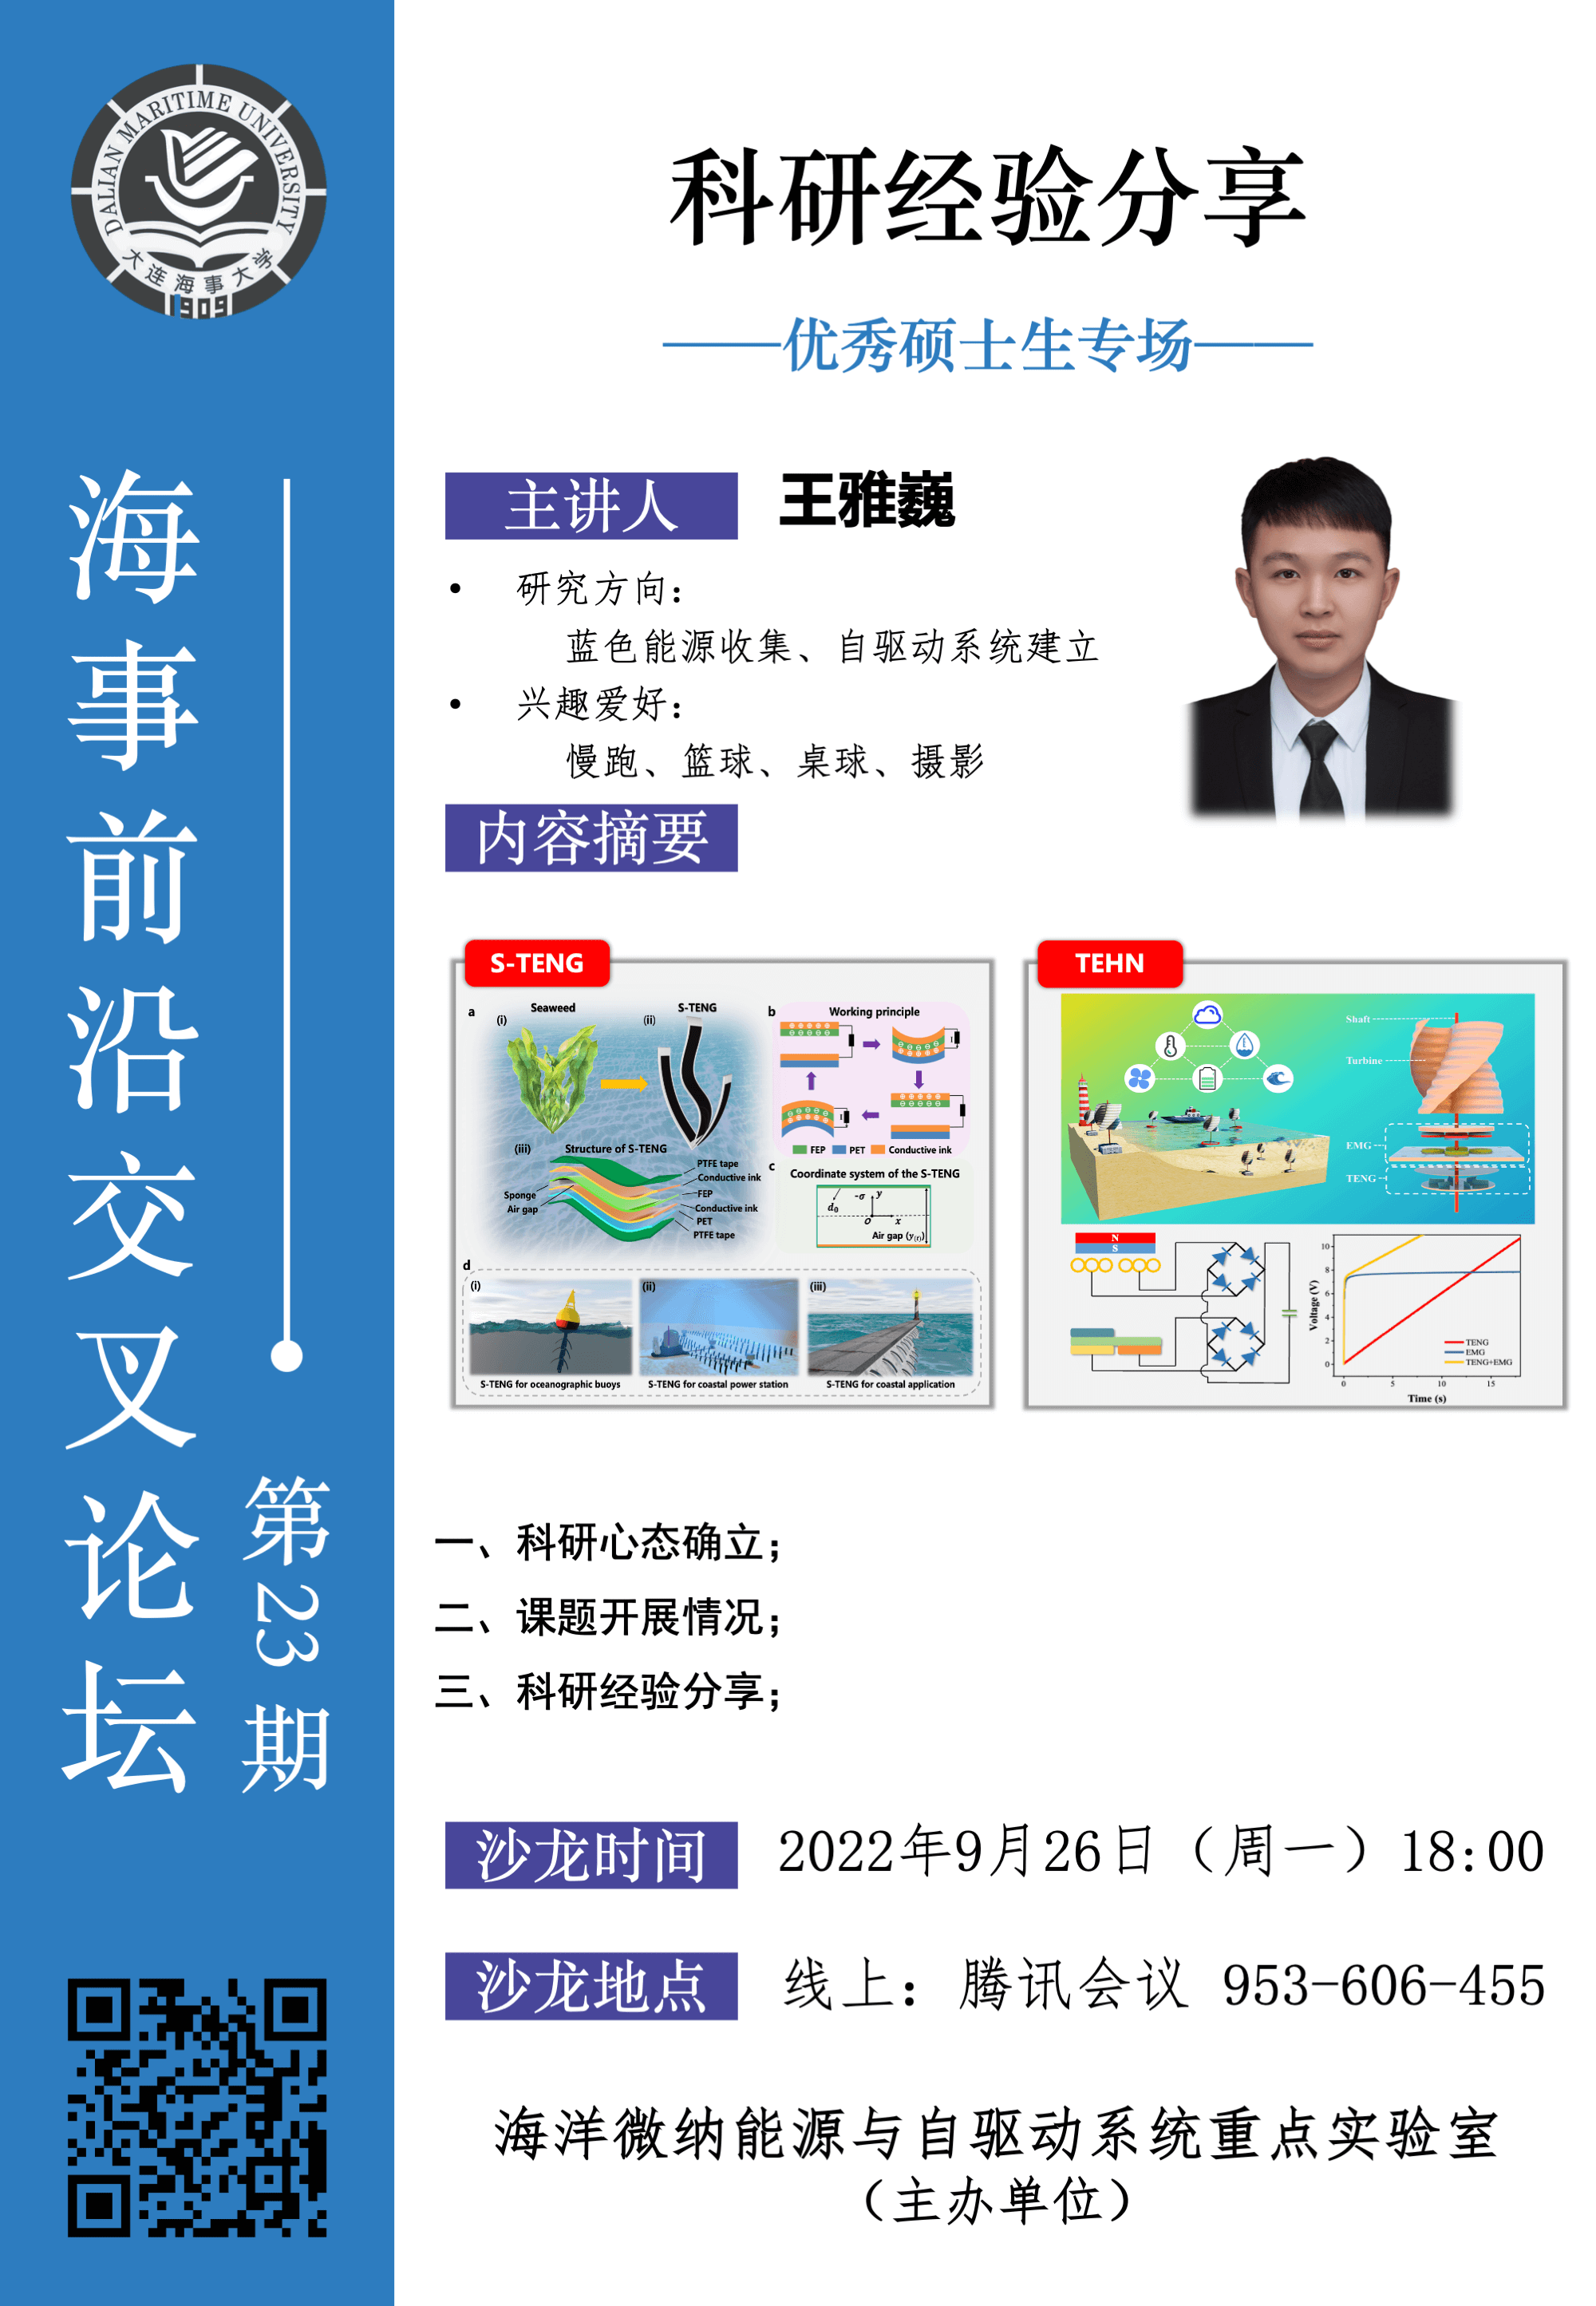 DALIAN MARITIME UNIVERSITY
大连海事大学
1909
海事前沿交叉论坛
第23期
科研经验分享
——优秀硕士生专场——
主讲人 王雅巍
• 研究方向：
蓝色能源收集、自驱动系统建立
• 兴趣爱好：
慢跑、篮球、桌球、摄影
内容摘要
S-TENG
a
Seaweed
S-TENG
(i)
(ii)
(iii)
Structure of S-TENG
PTFE tape
Conductive ink
FEP
Conductive ink
PET
PTFE tape
Sponge
Air gap
b
Working principle
FEP PET Conductive ink
c
Coordinate system of the S-TENG
-σ y
d0
O x
Air gap (y(t))
d
(i)
(ii)
(iii)
S-TENG for oceanographic buoys
S-TENG for coastal power station
S-TENG for coastal application
TEHN
Shaft
Turbine
EMG
TENG
N
S
Voltage (V)
10
8
6
4
2
0
0 5 10 15
Time (s)
TENG
EMG
TENG+EMG
一、科研心态确立；
二、课题开展情况；
三、科研经验分享；
沙龙时间 2022年9月26日（周一）18:00
沙龙地点 线上：腾讯会议 953-606-455
海洋微纳能源与自驱动系统重点实验室
（主办单位）